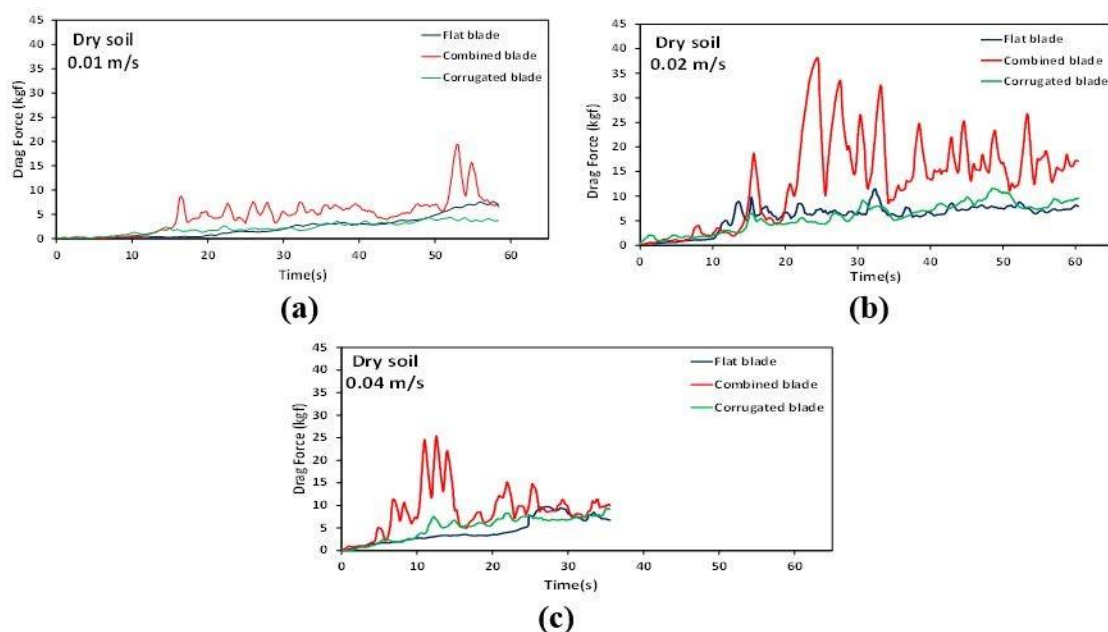 Dry soil
0.01 m/s
Flat blade
Combined blade
Corrugated blade
Drag Force (kgf)
45
40
35
30
25
20
15
10
5
0
0 10 20 30 40 50 60
Time(s)
(a)
Dry soil
0.02 m/s
Flat blade
Combined blade
Corrugated blade
Drag Force (kgf)
45
40
35
30
25
20
15
10
5
0
0 10 20 30 40 50 60
Time(s)
(b)
Dry soil
0.04 m/s
Flat blade
Combined blade
Corrugated blade
Drag Force (kgf)
45
40
35
30
25
20
15
10
5
0
0 10 20 30 40 50 60
Time(s)
(c)